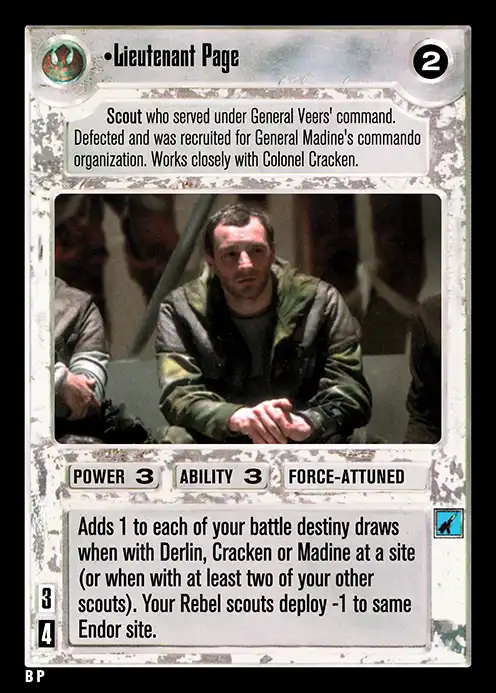 •Lieutenant Page
2
Scout who served under General Veers' command.
Defected and was recruited for General Madine's commando
organization. Works closely with Colonel Cracken.
POWER 3 ABILITY 3 FORCE-ATTUNED
Adds 1 to each of your battle destiny draws
when with Derlin, Cracken or Madine at a site
(or when with at least two of your other
scouts). Your Rebel scouts deploy -1 to same
Endor site.
3
4
B P